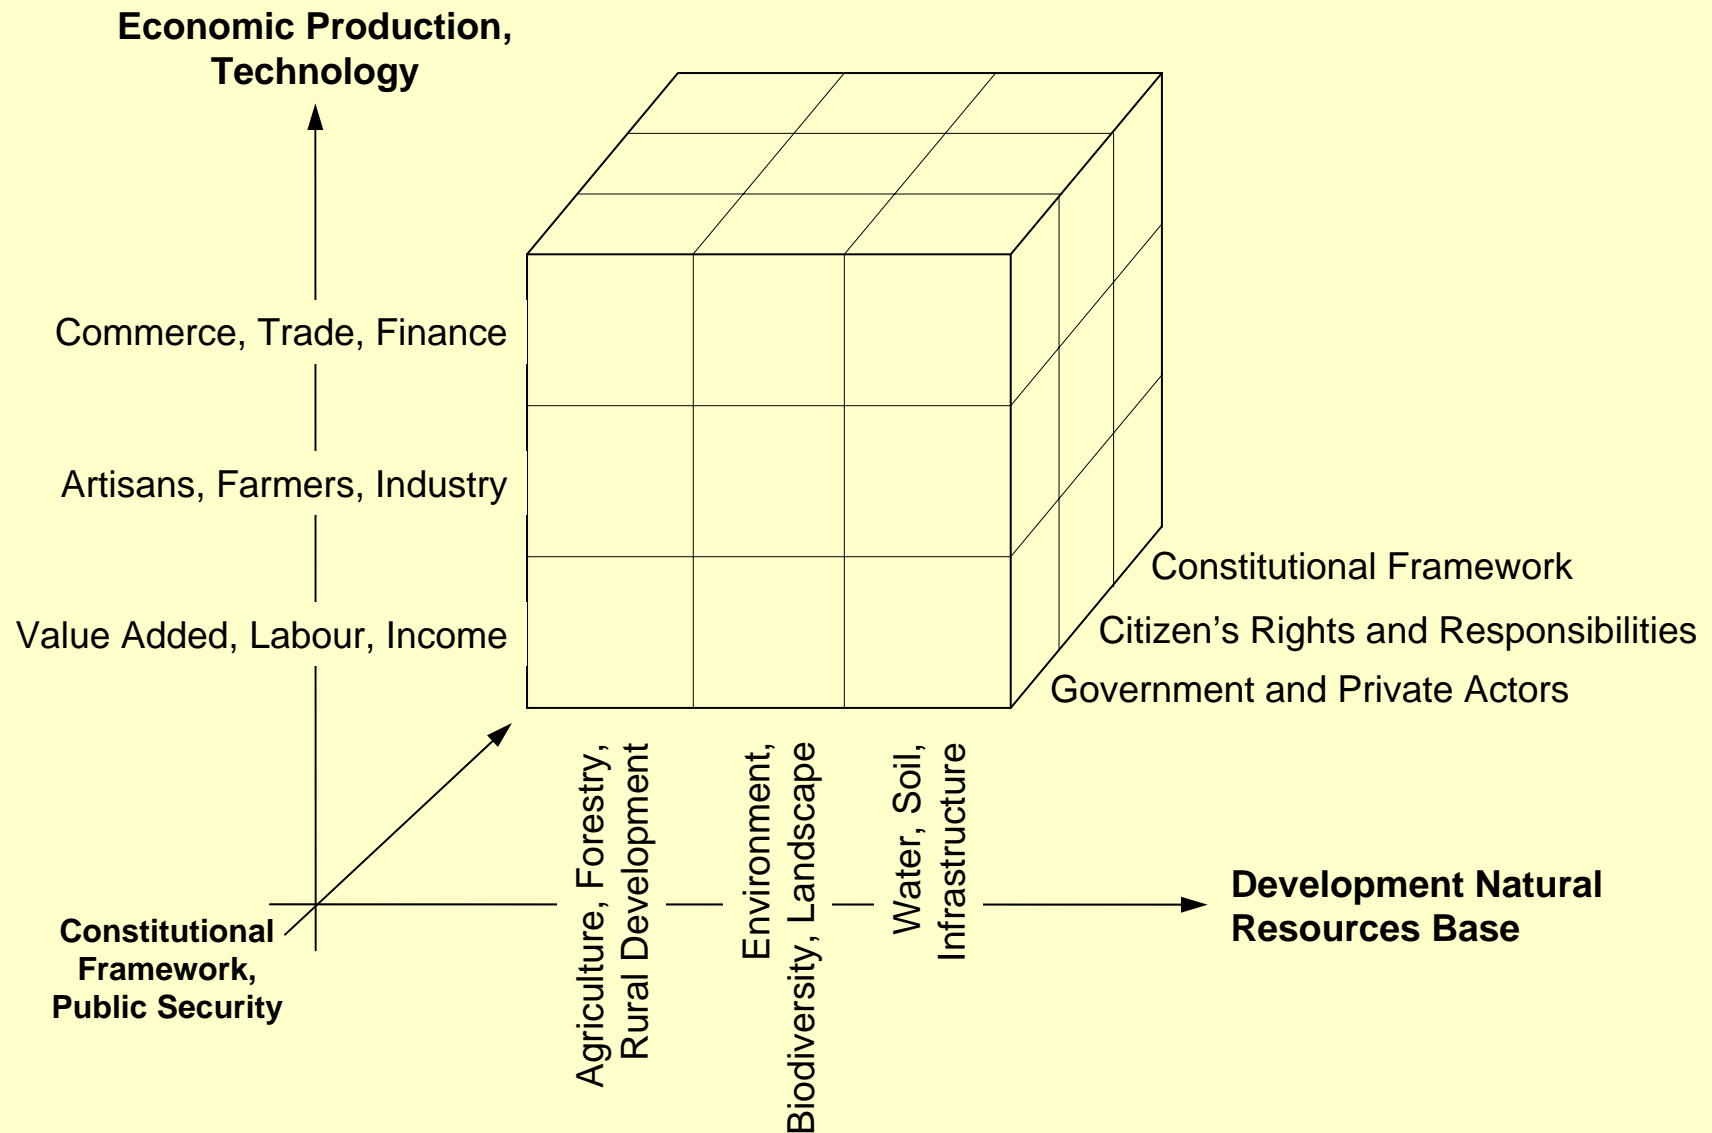 Economic Production,
Technology
Commerce, Trade, Finance
Artisans, Farmers, Industry
Value Added, Labour, Income
Constitutional Framework
Citizen’s Rights and Responsibilities
Government and Private Actors
Agriculture, Forestry,
Rural Development
Environment,
Biodiversity, Landscape
Water, Soil,
Infrastructure
Development Natural
Resources Base
Constitutional
Framework,
Public Security